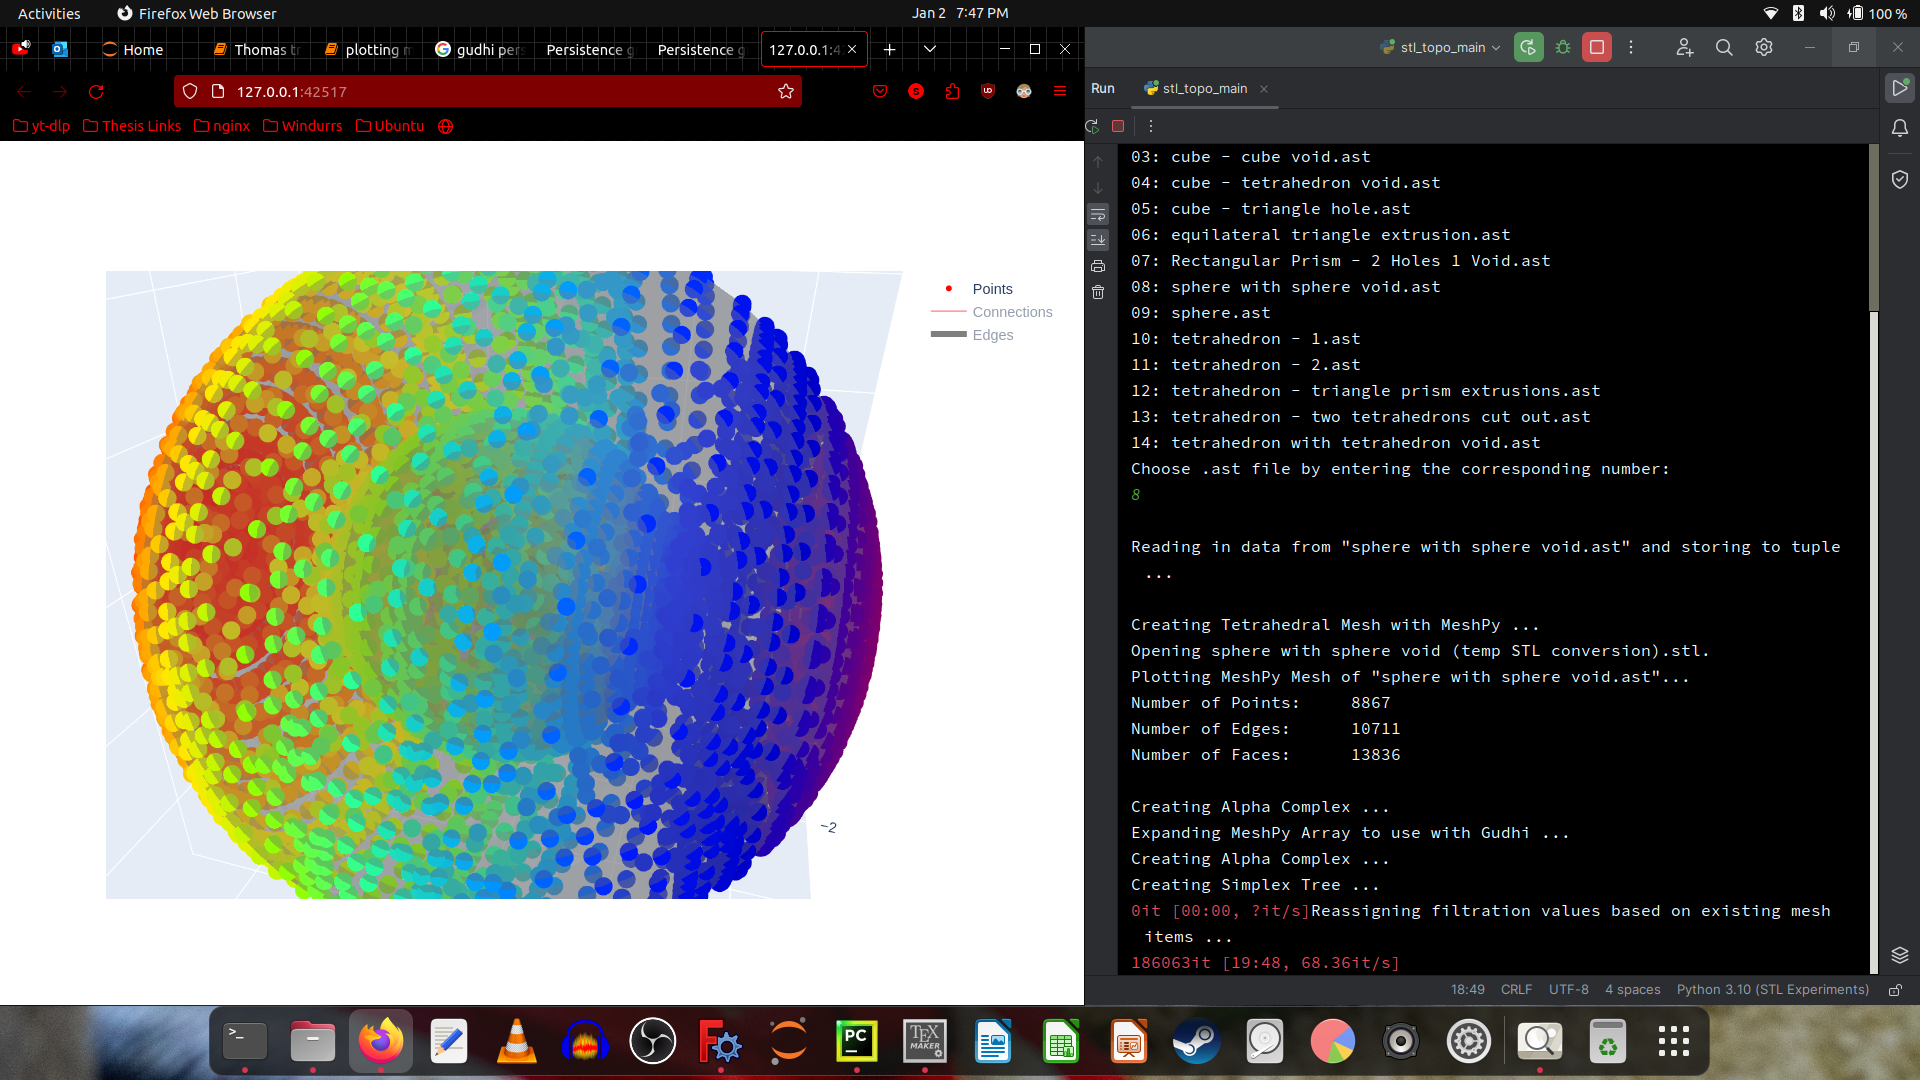 Activities
Firefox Web Browser
Jan 2 7:47 PM
100 %
Home
Thomas tr
plotting m
gudhi pers
Persistence g
Persistence g
127.0.0.1:4
127.0.0.1:42517
yt-dlp
Thesis Links
nginx
Windurrs
Ubuntu
Points
Connections
Edges
−2
stl_topo_main
Run
stl_topo_main
03: cube - cube void.ast
04: cube - tetrahedron void.ast
05: cube - triangle hole.ast
06: equilateral triangle extrusion.ast
07: Rectangular Prism - 2 Holes 1 Void.ast
08: sphere with sphere void.ast
09: sphere.ast
10: tetrahedron - 1.ast
11: tetrahedron - 2.ast
12: tetrahedron - triangle prism extrusions.ast
13: tetrahedron - two tetrahedrons cut out.ast
14: tetrahedron with tetrahedron void.ast
Choose .ast file by entering the corresponding number:
8
Reading in data from "sphere with sphere void.ast" and storing to tuple
...
Creating Tetrahedral Mesh with MeshPy ...
Opening sphere with sphere void (temp STL conversion).stl.
Plotting MeshPy Mesh of "sphere with sphere void.ast"...
Number of Points: 8867
Number of Edges: 10711
Number of Faces: 13836
Creating Alpha Complex ...
Expanding MeshPy Array to use with Gudhi ...
Creating Alpha Complex ...
Creating Simplex Tree ...
0it [00:00, ?it/s]Reassigning filtration values based on existing mesh
items ...
186063it [19:48, 68.36it/s]
18:49 CRLF UTF-8 4 spaces Python 3.10 (STL Experiments)
PC
TEX
MAKER